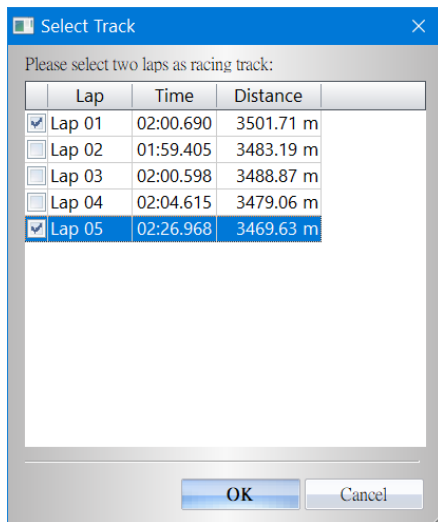 Select Track
Please select two laps as racing track:
Lap Time Distance
Lap 01 02:00.690 3501.71 m
Lap 02 01:59.405 3483.19 m
Lap 03 02:00.598 3488.87 m
Lap 04 02:04.615 3479.06 m
Lap 05 02:26.968 3469.63 m
OK Cancel